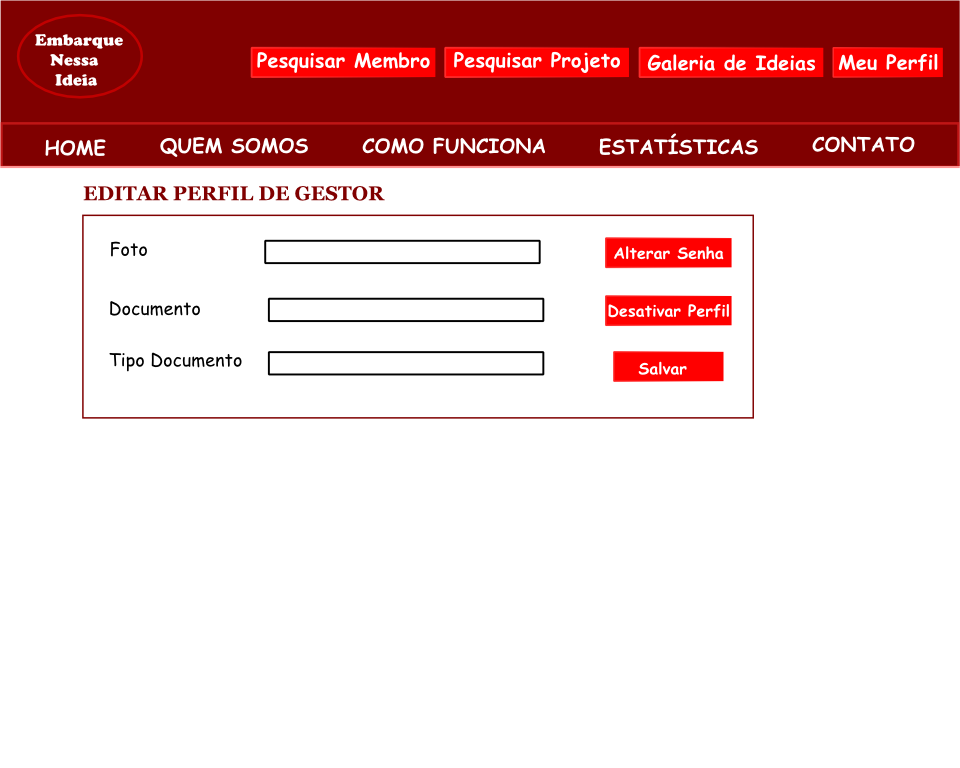 Embarque
Nessa
Ideia
Pesquisar Membro
Pesquisar Projeto
Galeria de Ideias
Meu Perfil
HOME
QUEM SOMOS
COMO FUNCIONA
ESTATÍSTICAS
CONTATO
EDITAR PERFIL DE GESTOR
Foto
Alterar Senha
Documento
Desativar Perfil
Tipo Documento
Salvar